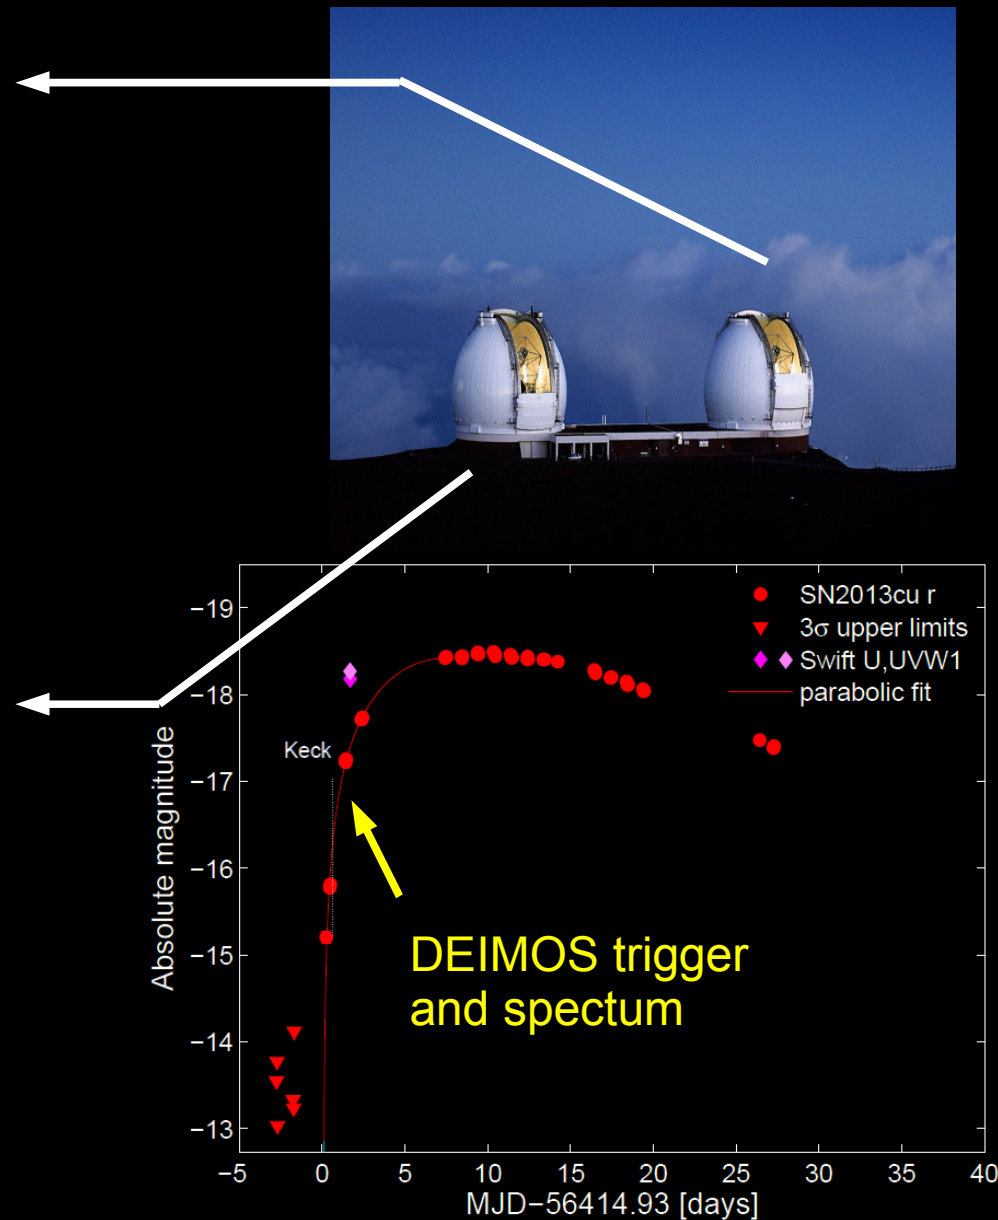 −19
−18
−17
−16
−15
−14
−13
Absolute magnitude
SN2013cu r
3σ upper limits
Swift U,UVW1
parabolic fit
Keck
DEIMOS trigger
and spectum
−5 0 5 10 15 20 25 30 35 40
MJD−56414.93 [days]